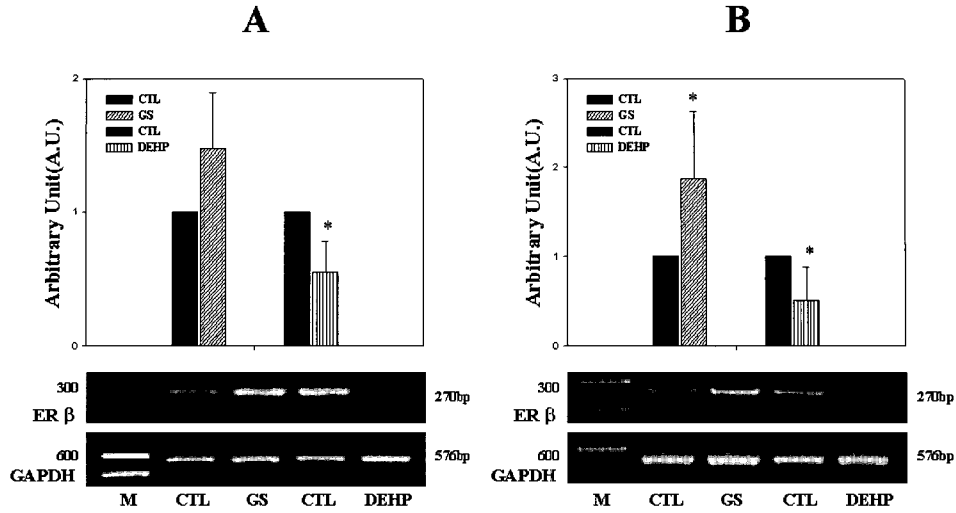 A
2
1
0
Arbitrary Unit(A.U.)
CTL
GS
CTL
DEHP
*
300
ER β
270bp
600
GAPDH
576bp
M CTL GS CTL DEHP
B
3
2
1
0
Arbitrary Unit(A.U.)
CTL
GS
CTL
DEHP
*
*
300
ER β
270bp
600
GAPDH
576bp
M CTL GS CTL DEHP